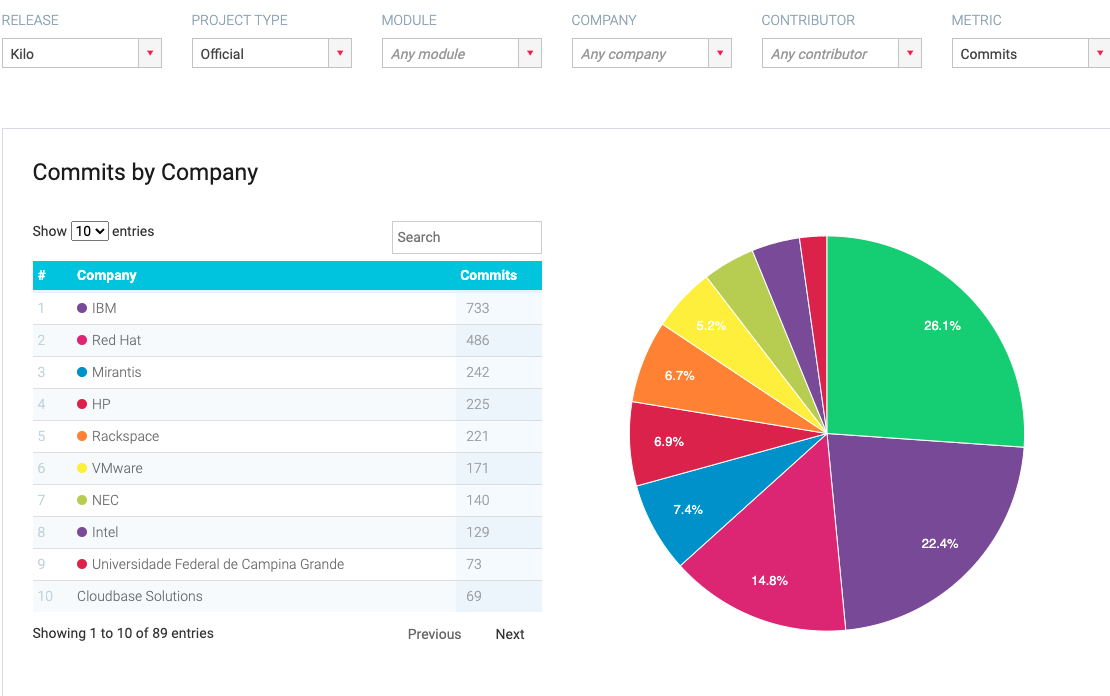 RELEASE PROJECT TYPE MODULE COMPANY CONTRIBUTOR METRIC
Kilo Official Any module Any company Any contributor Commits
Commits by Company
Show 10 entries
Search
# Company Commits
1 IBM 733
2 Red Hat 486
3 Mirantis 242
4 HP 225
5 Rackspace 221
6 VMware 171
7 NEC 140
8 Intel 129
9 Universidade Federal de Campina Grande 73
10 Cloudbase Solutions 69
Showing 1 to 10 of 89 entries Previous Next
26.1%
22.4%
14.8%
7.4%
6.9%
6.7%
5.2%